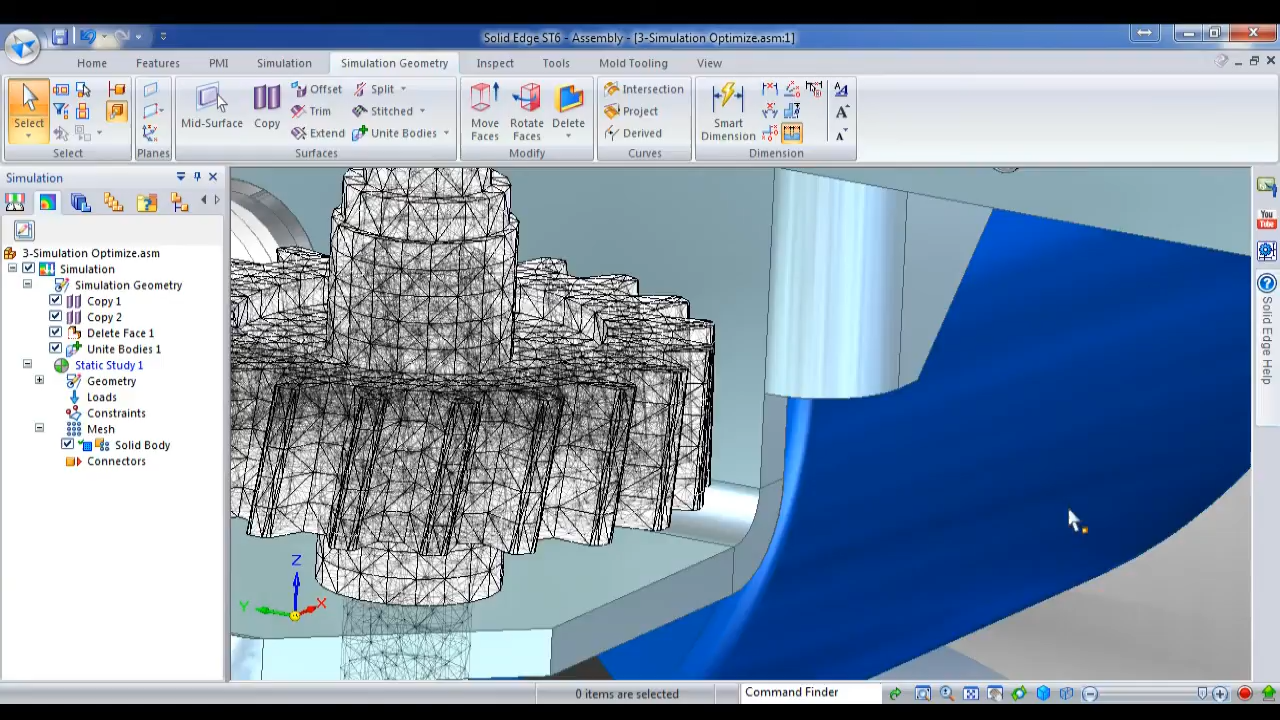 Solid Edge ST6 - Assembly - [3-Simulation Optimize.asm:1]
Home Features PMI Simulation Simulation Geometry Inspect Tools Mold Tooling View
Select
Select
Planes
Mid-Surface
Copy
Offset
Trim
Extend
Split
Stitched
Unite Bodies
Surfaces
Move Faces
Rotate Faces
Delete
Modify
Intersection
Project
Derived
Curves
Smart Dimension
Dimension
Simulation
3-Simulation Optimize.asm
Simulation
Simulation Geometry
Copy 1
Copy 2
Delete Face 1
Unite Bodies 1
Static Study 1
Geometry
Loads
Constraints
Mesh
Solid Body
Connectors
Z
Y
X
You Tube
Solid Edge Help
0 items are selected
Command Finder